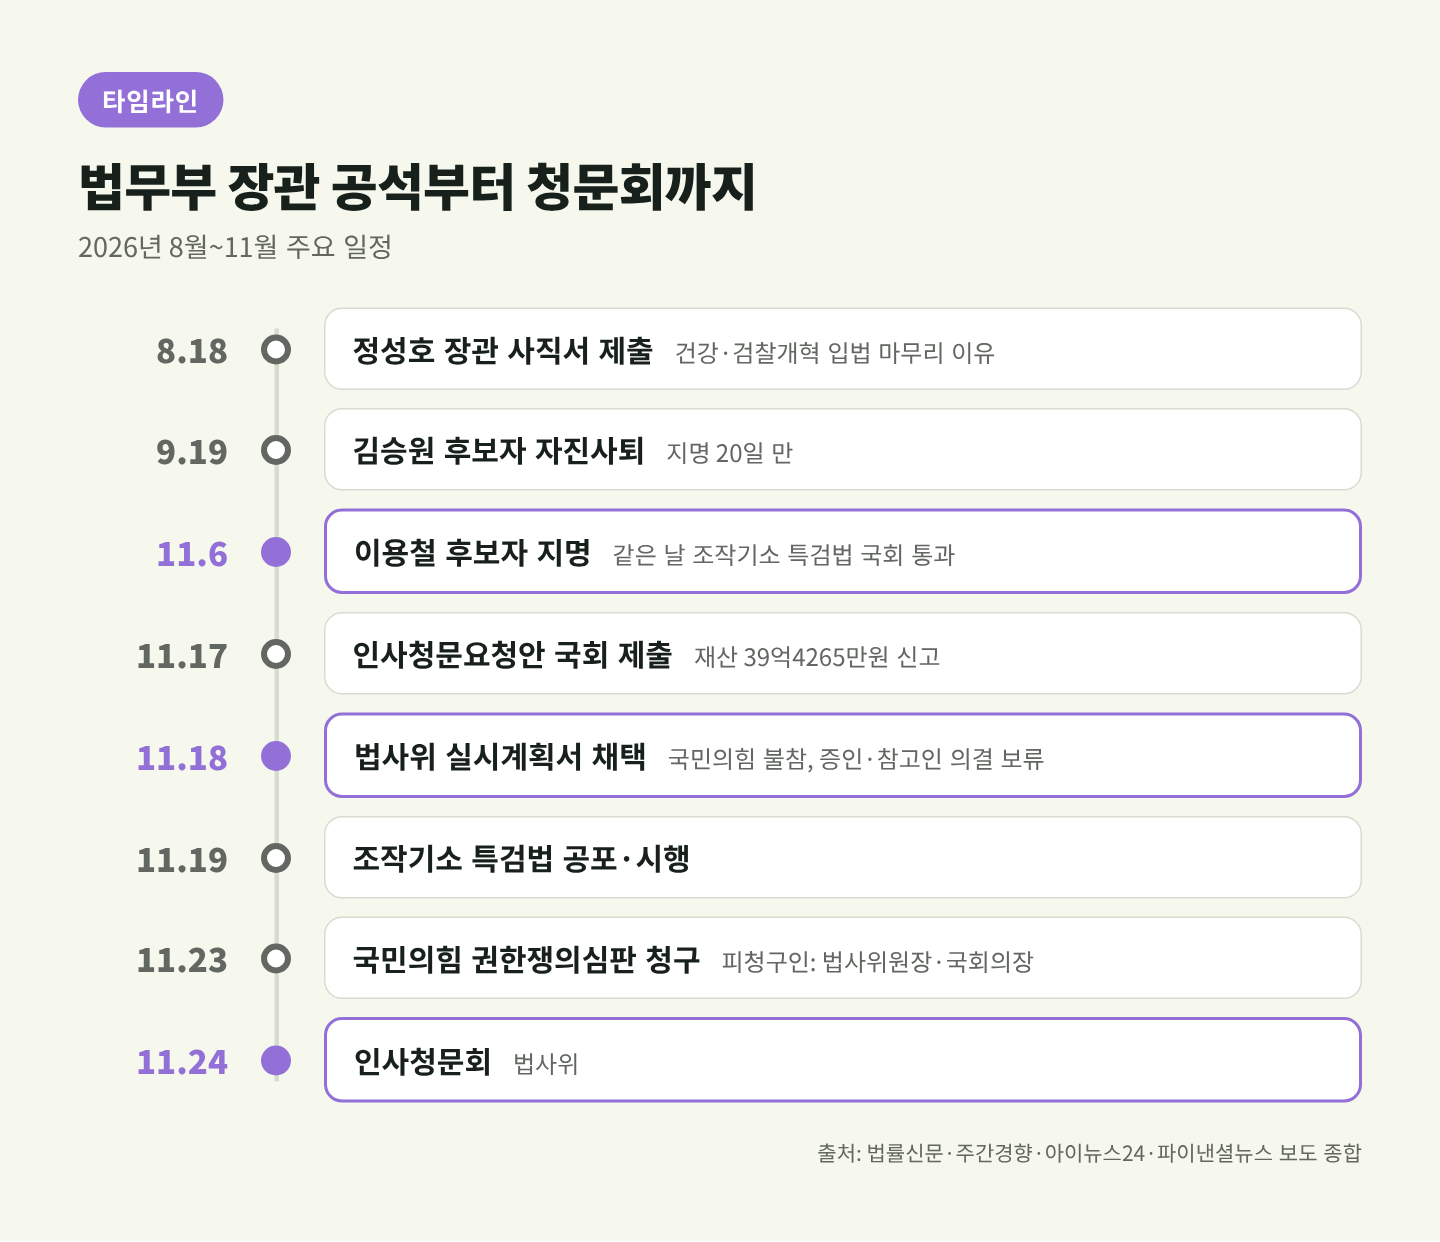 타임라인
법무부 장관 공석부터 청문회까지
2026년 8월~11월 주요 일정
8.18 정성호 장관 사직서 제출 건강·검찰개혁 입법 마무리 이유
9.19 김승원 후보자 자진사퇴 지명 20일 만
11.6 이용철 후보자 지명 같은 날 조작기소 특검법 국회 통과
11.17 인사청문요청안 국회 제출 재산 39억4265만원 신고
11.18 법사위 실시계획서 채택 국민의힘 불참, 증인·참고인 의결 보류
11.19 조작기소 특검법 공포·시행
11.23 국민의힘 권한쟁의심판 청구 피청구인: 법사위원장·국회의장
11.24 인사청문회 법사위
출처: 법률신문·주간경향·아이뉴스24·파이낸셜뉴스 보도 종합